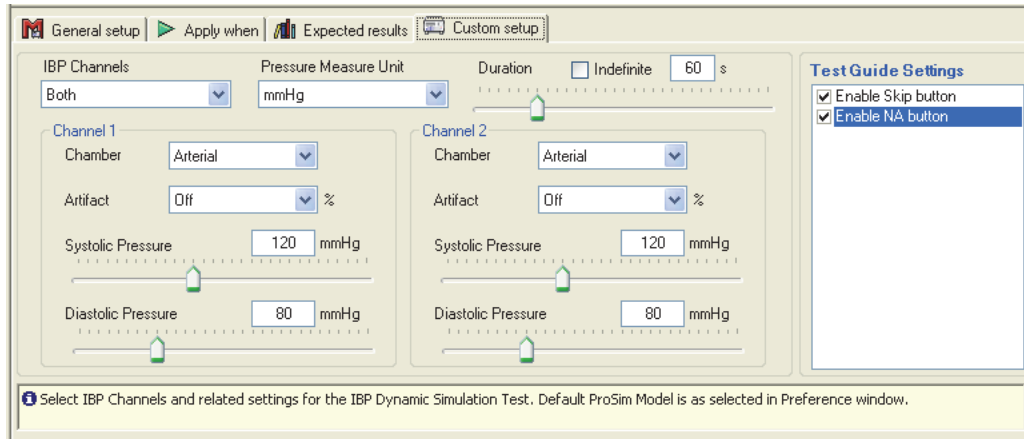 General setup Apply when Expected results Custom setup
IBP Channels Pressure Measure Unit Duration Indefinite 60 s
Both mmHg
Test Guide Settings
Enable Skip button
Enable NA button
Channel 1
Chamber Arterial
Artifact Off %
Systolic Pressure 120 mmHg
Diastolic Pressure 80 mmHg
Channel 2
Chamber Arterial
Artifact Off %
Systolic Pressure 120 mmHg
Diastolic Pressure 80 mmHg
Select IBP Channels and related settings for the IBP Dynamic Simulation Test. Default ProSim Model is as selected in Preference window.